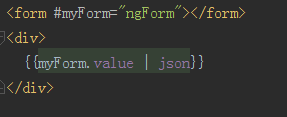 <form #myForm="ngForm"></form>
<div>
{{myForm.value | json}}
</div>